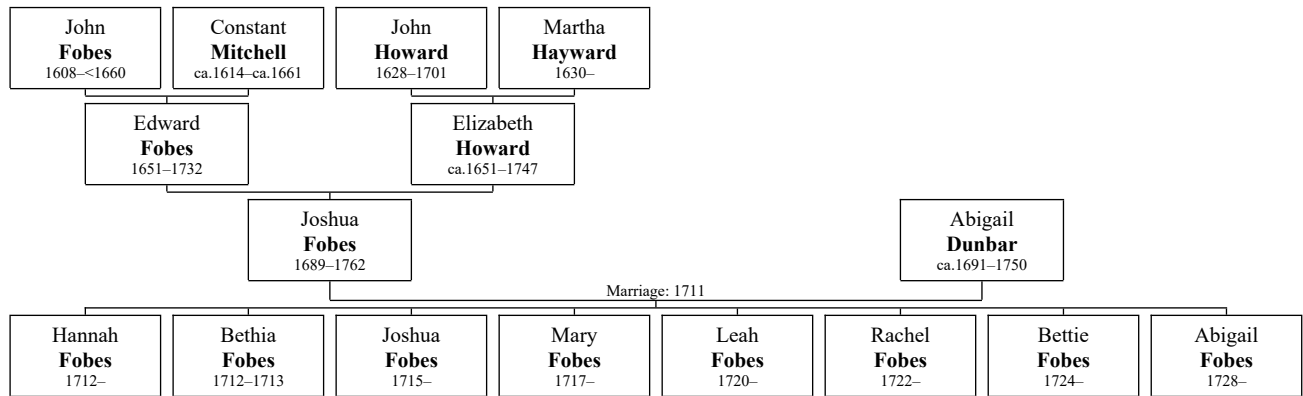 John
Fobes
1608–<1660
Constant
Mitchell
ca.1614–ca.1661
John
Howard
1628–1701
Martha
Hayward
1630–
Edward
Fobes
1651–1732
Elizabeth
Howard
ca.1651–1747
Joshua
Fobes
1689–1762
Abigail
Dunbar
ca.1691–1750
Marriage: 1711
Hannah
Fobes
1712–
Bethia
Fobes
1712–1713
Joshua
Fobes
1715–
Mary
Fobes
1717–
Leah
Fobes
1720–
Rachel
Fobes
1722–
Bettie
Fobes
1724–
Abigail
Fobes
1728–